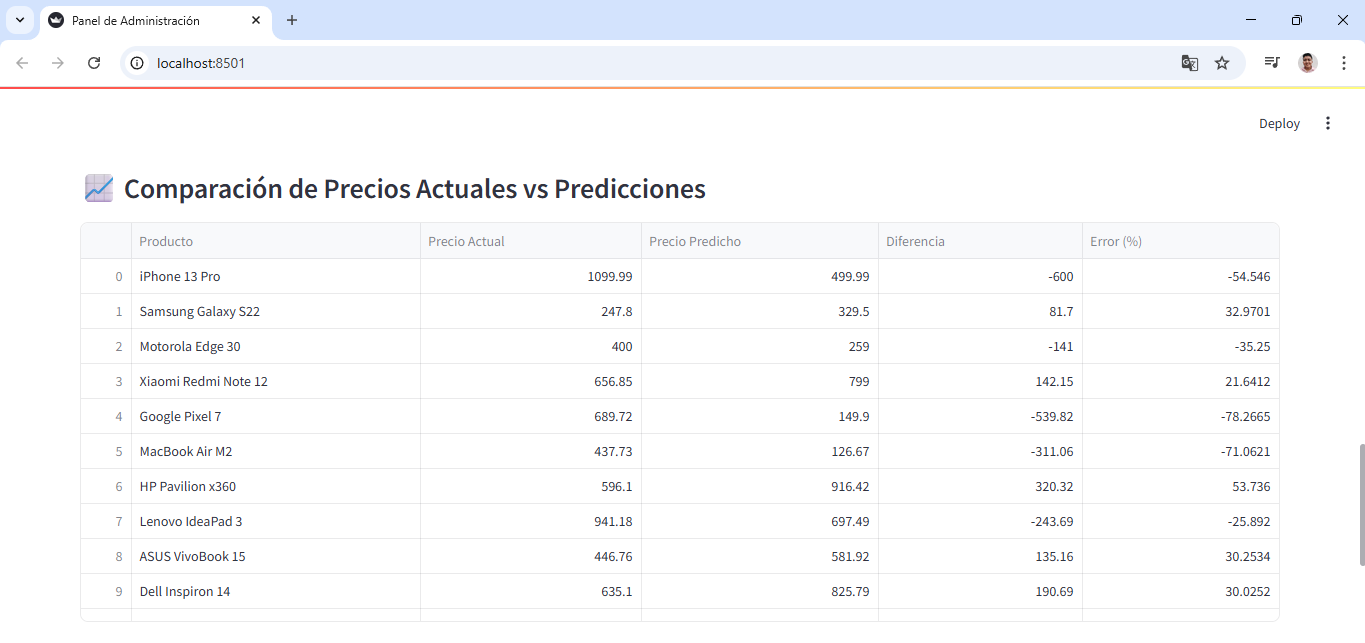 Panel de Administración
localhost:8501
Deploy
Comparación de Precios Actuales vs Predicciones
Producto Precio Actual Precio Predicho Diferencia Error (%)
0 iPhone 13 Pro 1099.99 499.99 -600 -54.546
1 Samsung Galaxy S22 247.8 329.5 81.7 32.9701
2 Motorola Edge 30 400 259 -141 -35.25
3 Xiaomi Redmi Note 12 656.85 799 142.15 21.6412
4 Google Pixel 7 689.72 149.9 -539.82 -78.2665
5 MacBook Air M2 437.73 126.67 -311.06 -71.0621
6 HP Pavilion x360 596.1 916.42 320.32 53.736
7 Lenovo IdeaPad 3 941.18 697.49 -243.69 -25.892
8 ASUS VivoBook 15 446.76 581.92 135.16 30.2534
9 Dell Inspiron 14 635.1 825.79 190.69 30.0252